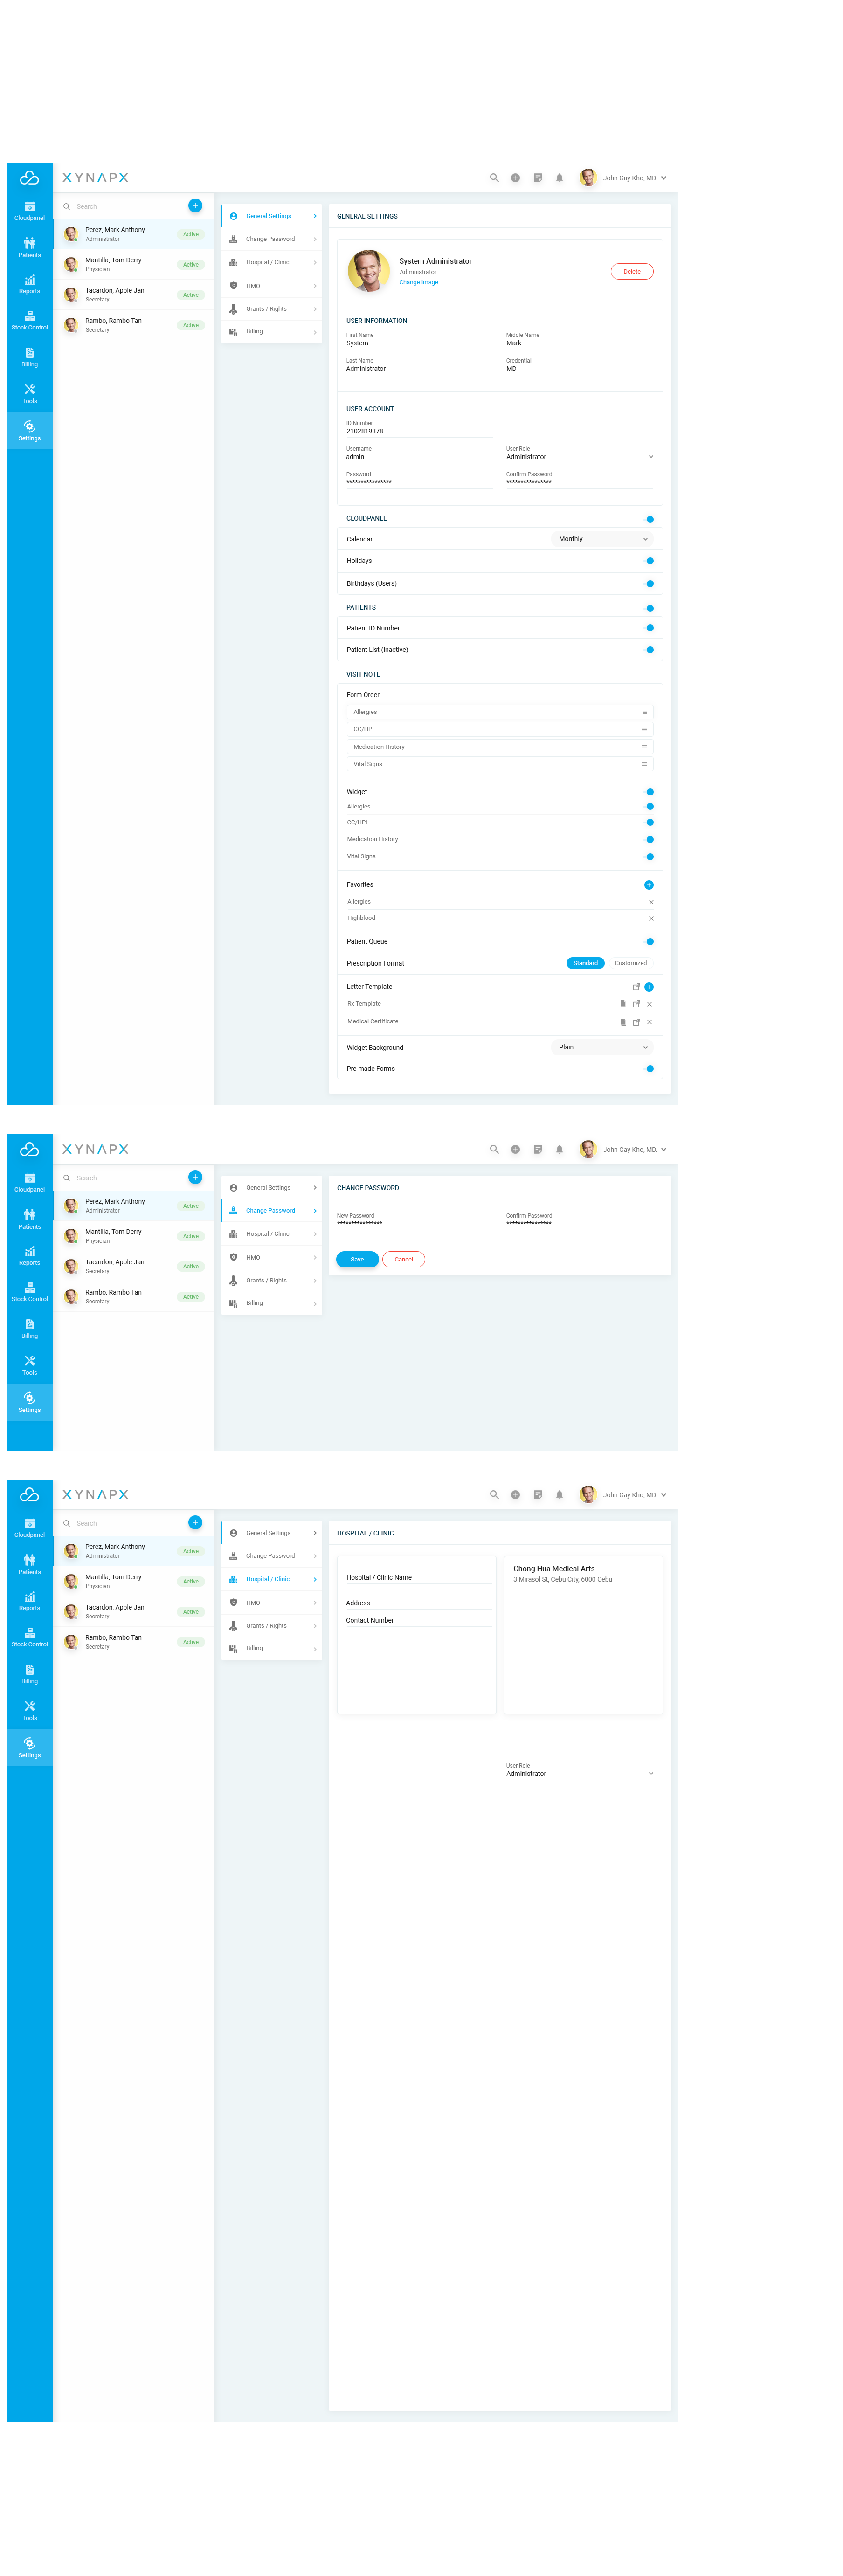 XYNAPX
John Gay Kho, MD.
Cloudpanel
Patients
Reports
Stock Control
Billing
Tools
Settings
Search
Perez, Mark Anthony
Administrator
Active
Mantilla, Tom Derry
Physician
Active
Tacardon, Apple Jan
Secretary
Active
Rambo, Rambo Tan
Secretary
Active
General Settings
Change Password
Hospital / Clinic
HMO
Grants / Rights
Billing
GENERAL SETTINGS
System Administrator
Administrator
Change Image
Delete
USER INFORMATION
First Name
System
Middle Name
Mark
Last Name
Administrator
Credential
MD
USER ACCOUNT
ID Number
2102819378
Username
admin
User Role
Administrator
Password
****************
Confirm Password
****************
CLOUDPANEL
Calendar
Monthly
Holidays
Birthdays (Users)
PATIENTS
Patient ID Number
Patient List (Inactive)
VISIT NOTE
Form Order
Allergies
CC/HPI
Medication History
Vital Signs
Widget
Allergies
CC/HPI
Medication History
Vital Signs
Favorites
Allergies
Highblood
Patient Queue
Prescription Format
Standard
Customized
Letter Template
Rx Template
Medical Certificate
Widget Background
Plain
Pre-made Forms
XYNAPX
John Gay Kho, MD.
Cloudpanel
Patients
Reports
Stock Control
Billing
Tools
Settings
Search
Perez, Mark Anthony
Administrator
Active
Mantilla, Tom Derry
Physician
Active
Tacardon, Apple Jan
Secretary
Active
Rambo, Rambo Tan
Secretary
Active
General Settings
Change Password
Hospital / Clinic
HMO
Grants / Rights
Billing
CHANGE PASSWORD
New Password
****************
Confirm Password
****************
Save
Cancel
XYNAPX
John Gay Kho, MD.
Cloudpanel
Patients
Reports
Stock Control
Billing
Tools
Settings
Search
Perez, Mark Anthony
Administrator
Active
Mantilla, Tom Derry
Physician
Active
Tacardon, Apple Jan
Secretary
Active
Rambo, Rambo Tan
Secretary
Active
General Settings
Change Password
Hospital / Clinic
HMO
Grants / Rights
Billing
HOSPITAL / CLINIC
Hospital / Clinic Name
Address
Contact Number
Chong Hua Medical Arts
3 Mirasol St, Cebu City, 6000 Cebu
User Role
Administrator